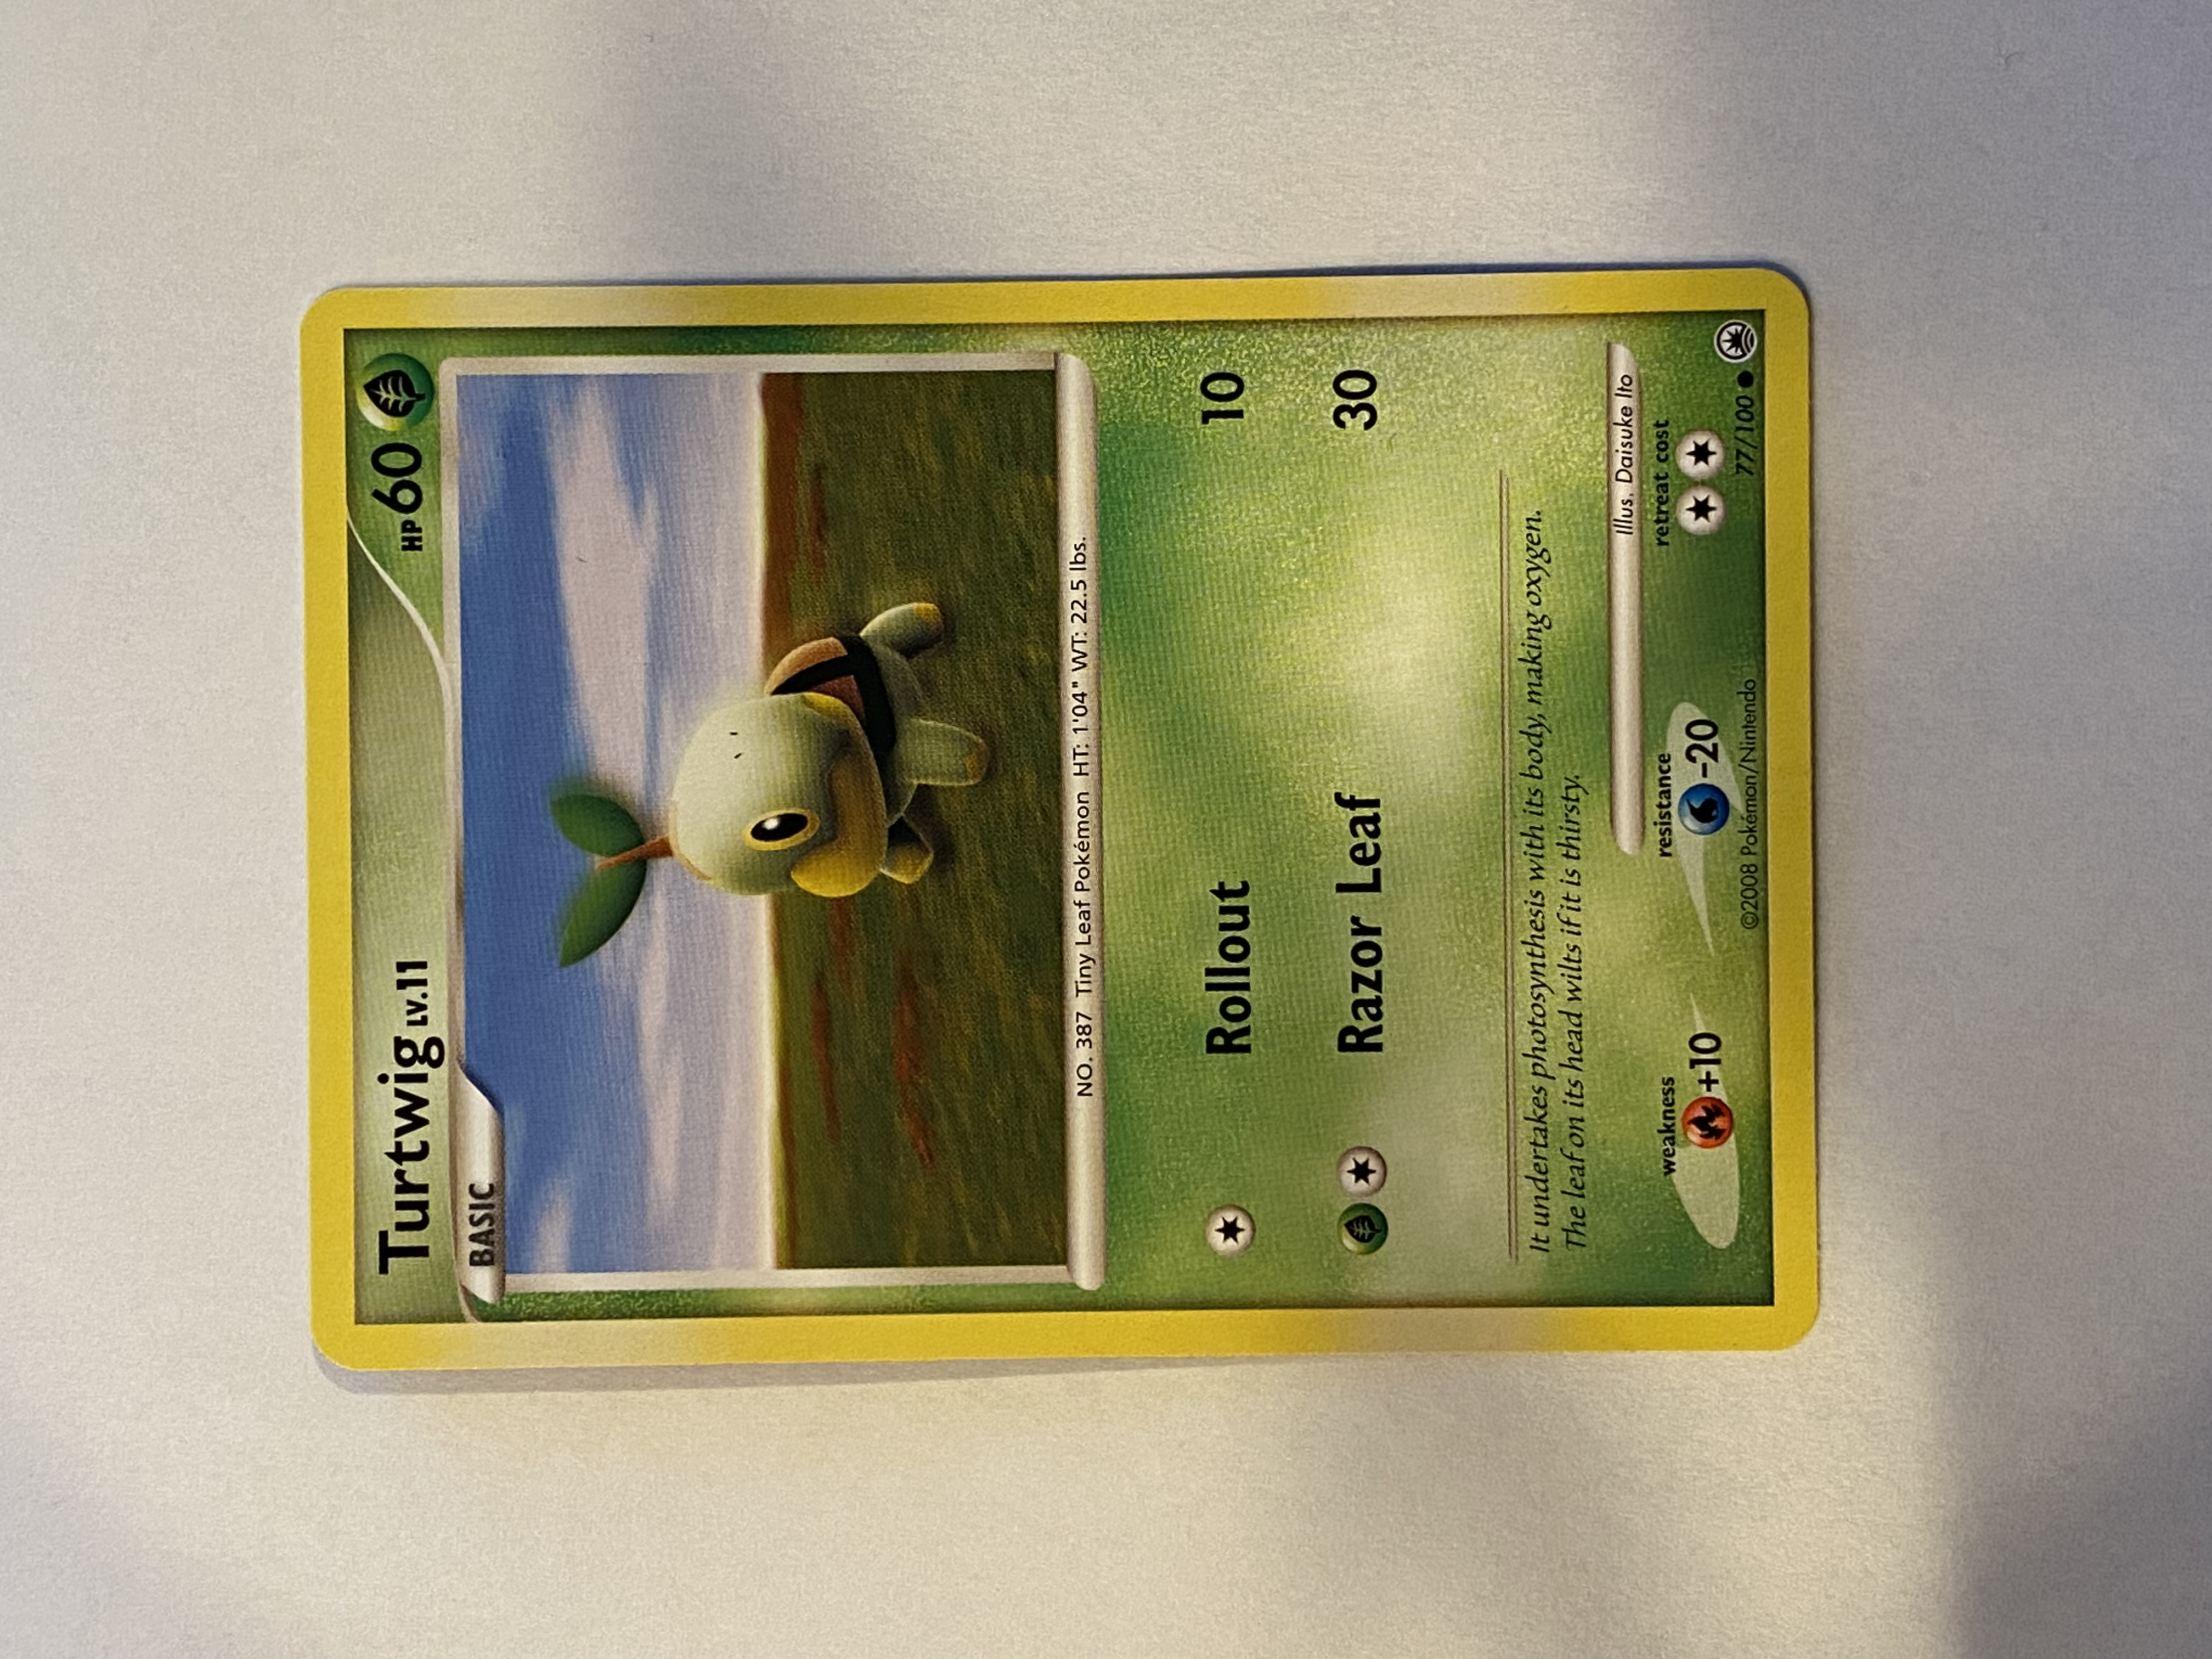 Turtwig LV.11 HP 60
BASIC
NO. 387 Tiny Leaf Pokémon HT: 1'04" WT: 22.5 lbs.
Rollout 10
Razor Leaf 30
It undertakes photosynthesis with its body, making oxygen.
The leaf on its head wilts if it is thirsty.
Illus. Daisuke Ito
weakness resistance retreat cost
+10 -20
©2008 Pokémon/Nintendo 77/100